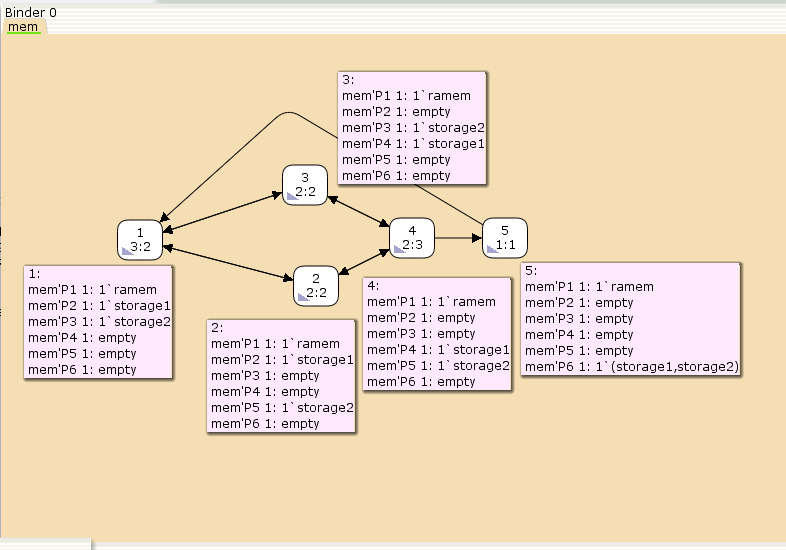 Binder 0
mem
3:
mem'P1 1: 1`ramem
mem'P2 1: empty
mem'P3 1: 1`storage2
mem'P4 1: 1`storage1
mem'P5 1: empty
mem'P6 1: empty
3
2:2
1
3:2
4
2:3
5
1:1
2
2:2
1:
mem'P1 1: 1`ramem
mem'P2 1: 1`storage1
mem'P3 1: 1`storage2
mem'P4 1: empty
mem'P5 1: empty
mem'P6 1: empty
2:
mem'P1 1: 1`ramem
mem'P2 1: 1`storage1
mem'P3 1: empty
mem'P4 1: empty
mem'P5 1: 1`storage2
mem'P6 1: empty
4:
mem'P1 1: 1`ramem
mem'P2 1: empty
mem'P3 1: empty
mem'P4 1: 1`storage1
mem'P5 1: 1`storage2
mem'P6 1: empty
5:
mem'P1 1: 1`ramem
mem'P2 1: empty
mem'P3 1: empty
mem'P4 1: empty
mem'P5 1: empty
mem'P6 1: 1`(storage1,storage2)